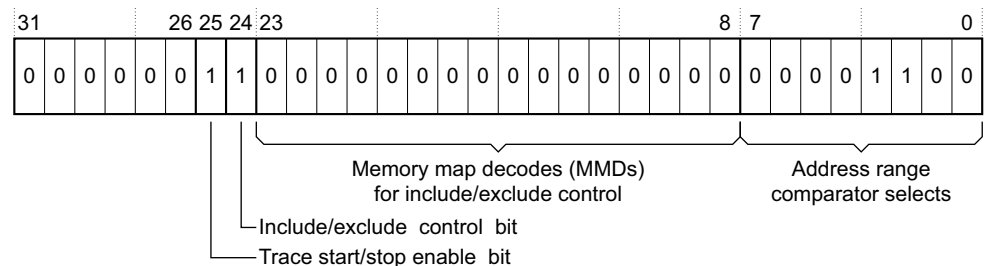 31 26 25 24 23 8 7 0
0 0 0 0 0 0 1 1 0 0 0 0 0 0 0 0 0 0 0 0 0 0 0 0 0 0 0 0 1 1 0 0
Memory map decodes (MMDs) Address range
for include/exclude control comparator selects
Include/exclude control bit
Trace start/stop enable bit